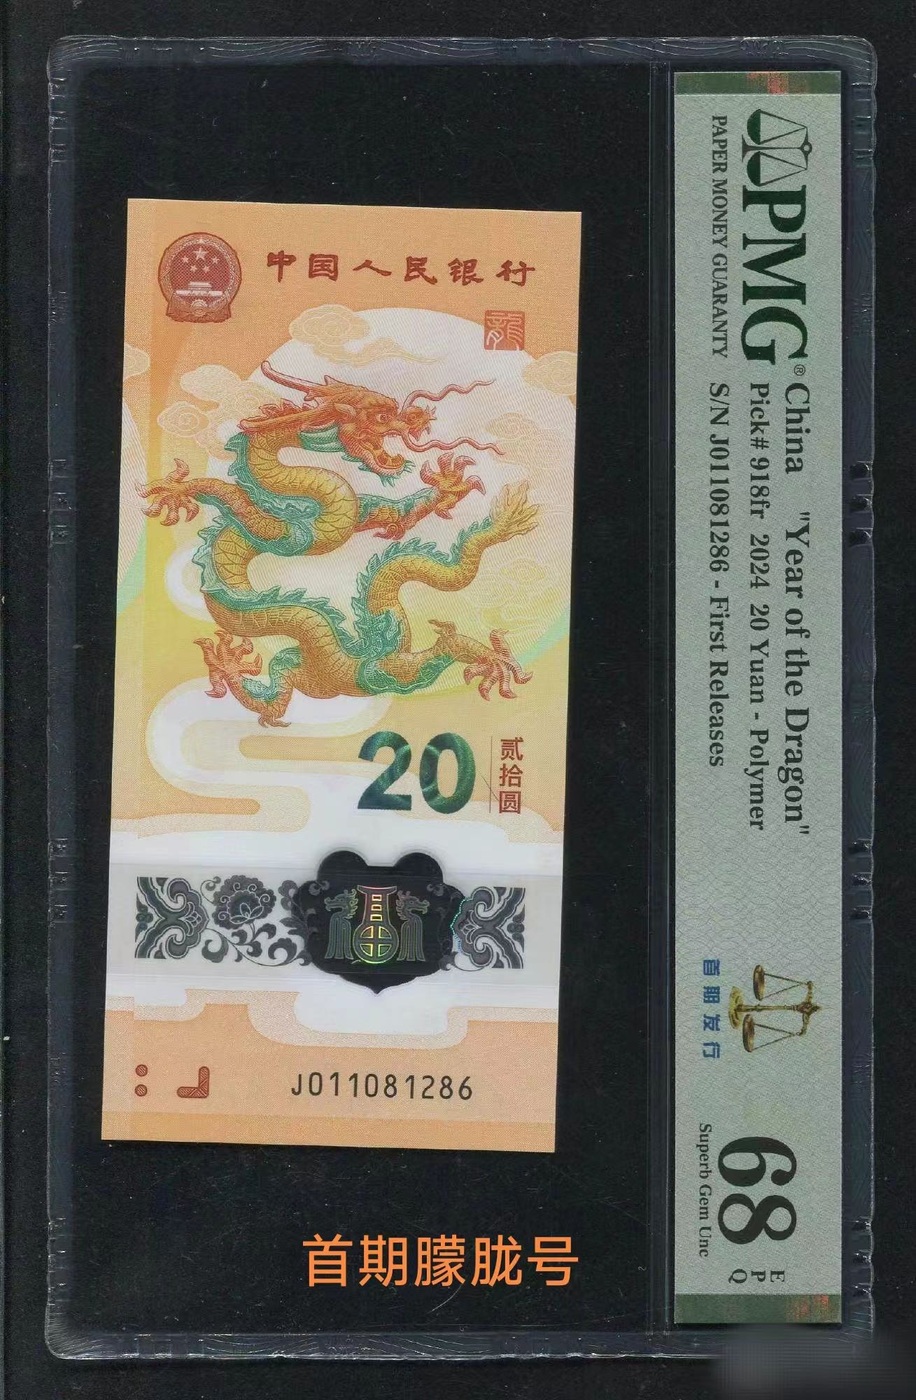 中国人民银行
龍
20
贰拾圆
J011081286
首期朦胧号
PMG®
PAPER MONEY GUARANTY
China "Year of the Dragon"
Pick# 918fr 2024 20 Yuan - Polymer
S/N J011081286 - First Releases
首期发行
68
EPQ
Superb Gem Unc